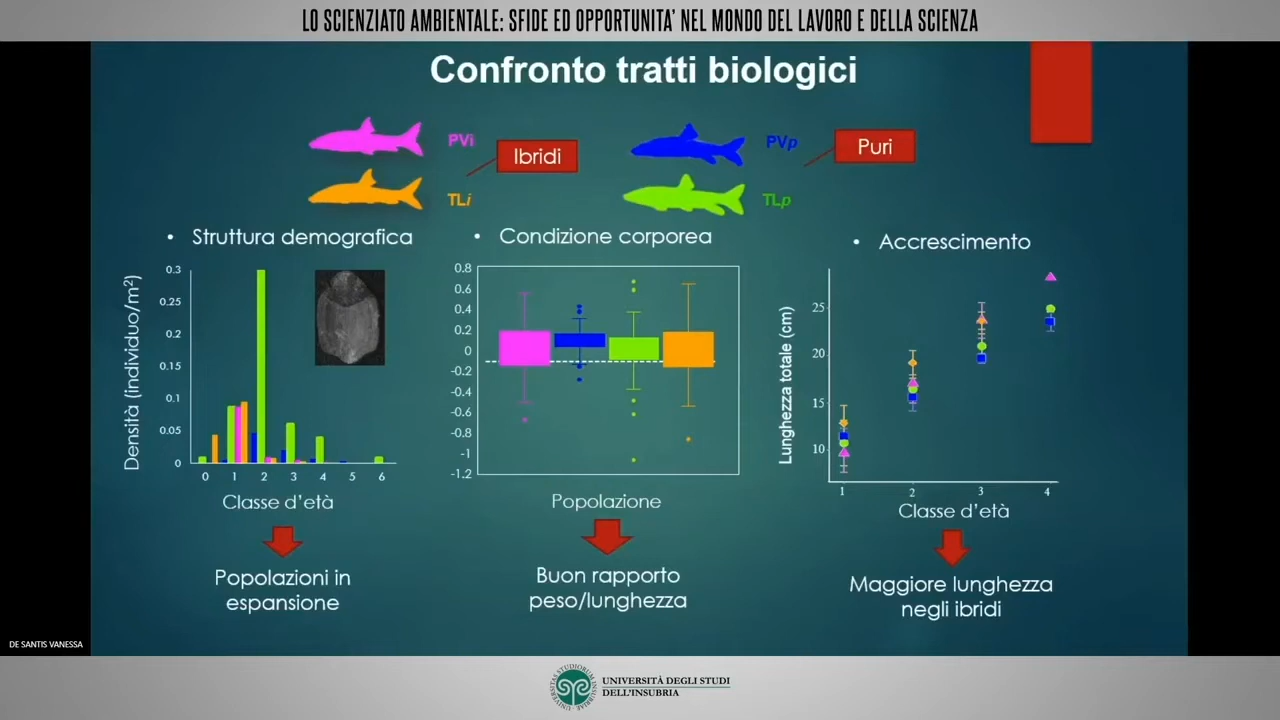 LO SCIENZIATO AMBIENTALE: SFIDE ED OPPORTUNITA' NEL MONDO DEL LAVORO E DELLA SCIENZA
Confronto tratti biologici
PVi
Ibridi
TLi
PVp
Puri
TLp
• Struttura demografica
Densità (individuo/m²)
0.3
0.25
0.2
0.15
0.1
0.05
0
0 1 2 3 4 5 6
Classe d'età
Popolazioni in
espansione
• Condizione corporea
0.8
0.6
0.4
0.2
0
-0.2
-0.4
-0.6
-0.8
-1
-1.2
Popolazione
Buon rapporto
peso/lunghezza
• Accrescimento
Lunghezza totale (cm)
25
20
15
10
1 2 3 4
Classe d'età
Maggiore lunghezza
negli ibridi
DE SANTIS VANESSA
UNIVERSITÀ DEGLI STUDI
DELL'INSUBRIA